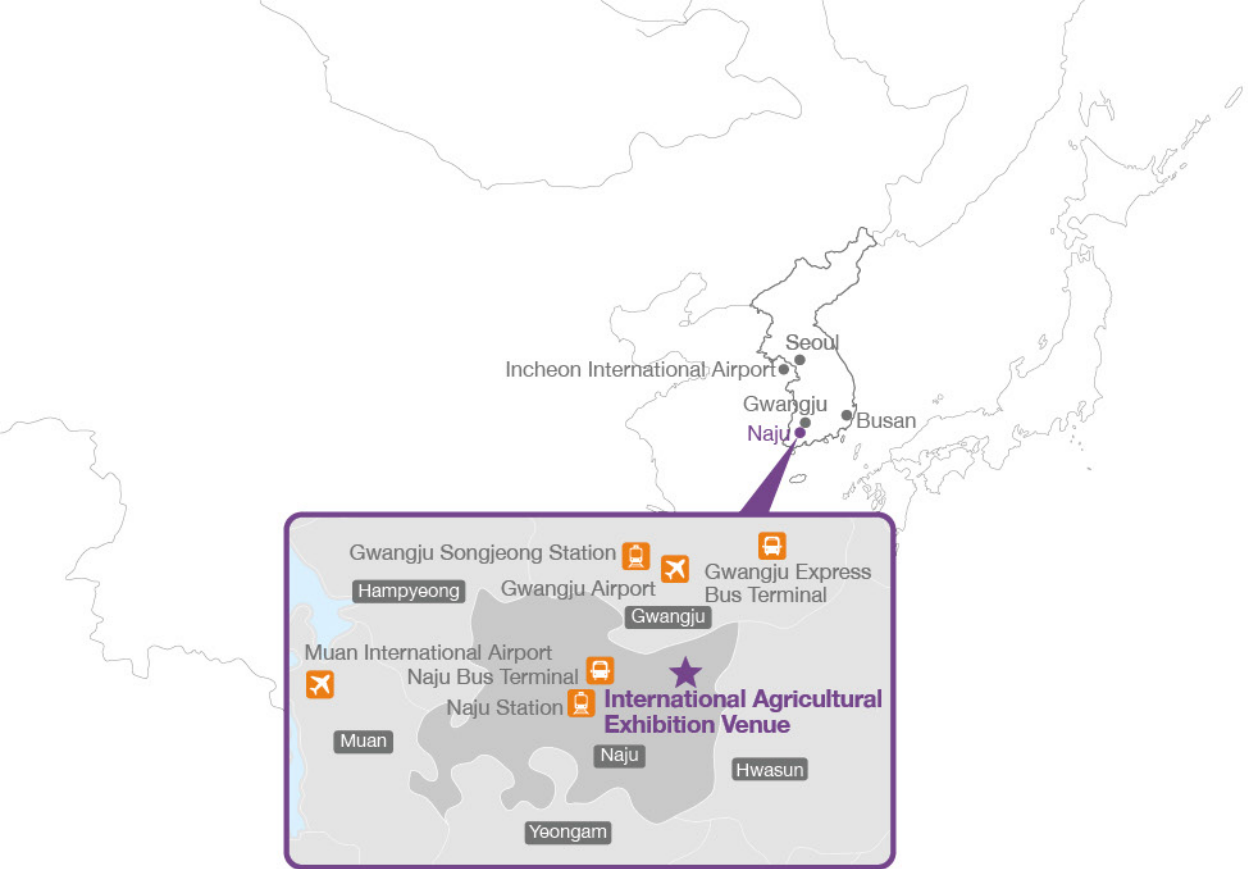 Seoul
Incheon International Airport
Gwangju
Busan
Naju
Gwangju Songjeong Station
Gwangju Airport
Gwangju Express
Bus Terminal
Hampyeong
Gwangju
Muan International Airport
Naju Bus Terminal
Naju Station
International Agricultural
Exhibition Venue
Muan
Naju
Hwasun
Yeongam